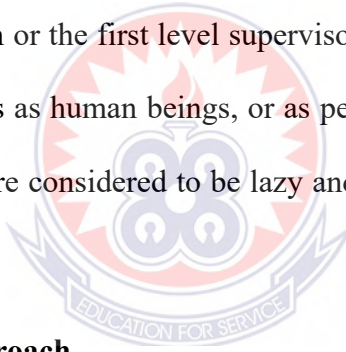 or the first level superviso
s as human beings, or as pe
re considered to be lazy and
EDUCATION FOR SERVICE
roach